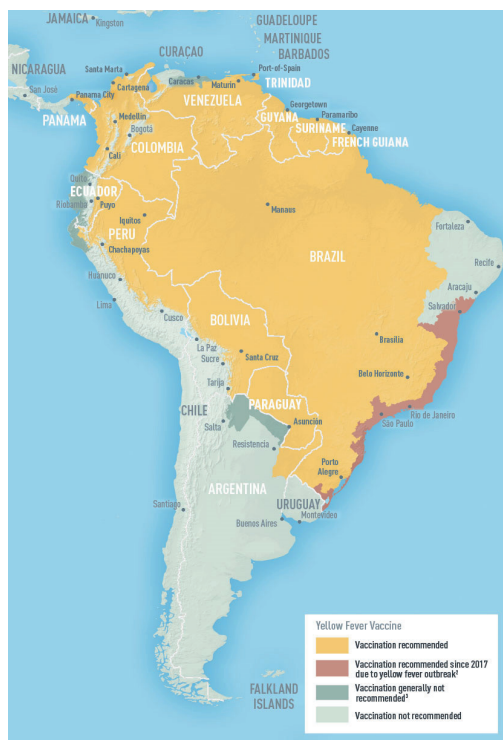 JAMAICA
Kingston
GUADELOUPE
MARTINIQUE
BARBADOS
CURAÇAO
NICARAGUA
San José
Santa Marta
Port-of-Spain
TRINIDAD
Caracas
Maturin
Cartagena
Panama City
PANAMA
VENEZUELA
Georgetown
GUYANA
Paramaribo
SURINAME
Cayenne
FRENCH GUIANA
Medellín
Bogotá
COLOMBIA
Cali
Quito
ECUADOR
Riobamba
Puyo
Iquitos
Manaus
PERU
Chachapoyas
Fortaleza
Recife
BRAZIL
Huanuco
Lima
Cusco
Aracaju
Salvador
BOLIVIA
La Paz
Sucre
Santa Cruz
Brasília
Belo Horizonte
Tarija
PARAGUAY
CHILE
Salta
Asunción
Rio de Janeiro
São Paulo
Resistencia
Porto
Alegre
ARGENTINA
URUGUAY
Santiago
Buenos Aires
Montevideo
FALKLAND
ISLANDS
Yellow Fever Vaccine
Vaccination recommended
Vaccination recommended since 2017
due to yellow fever outbreak²
Vaccination generally not
recommended³
Vaccination not recommended